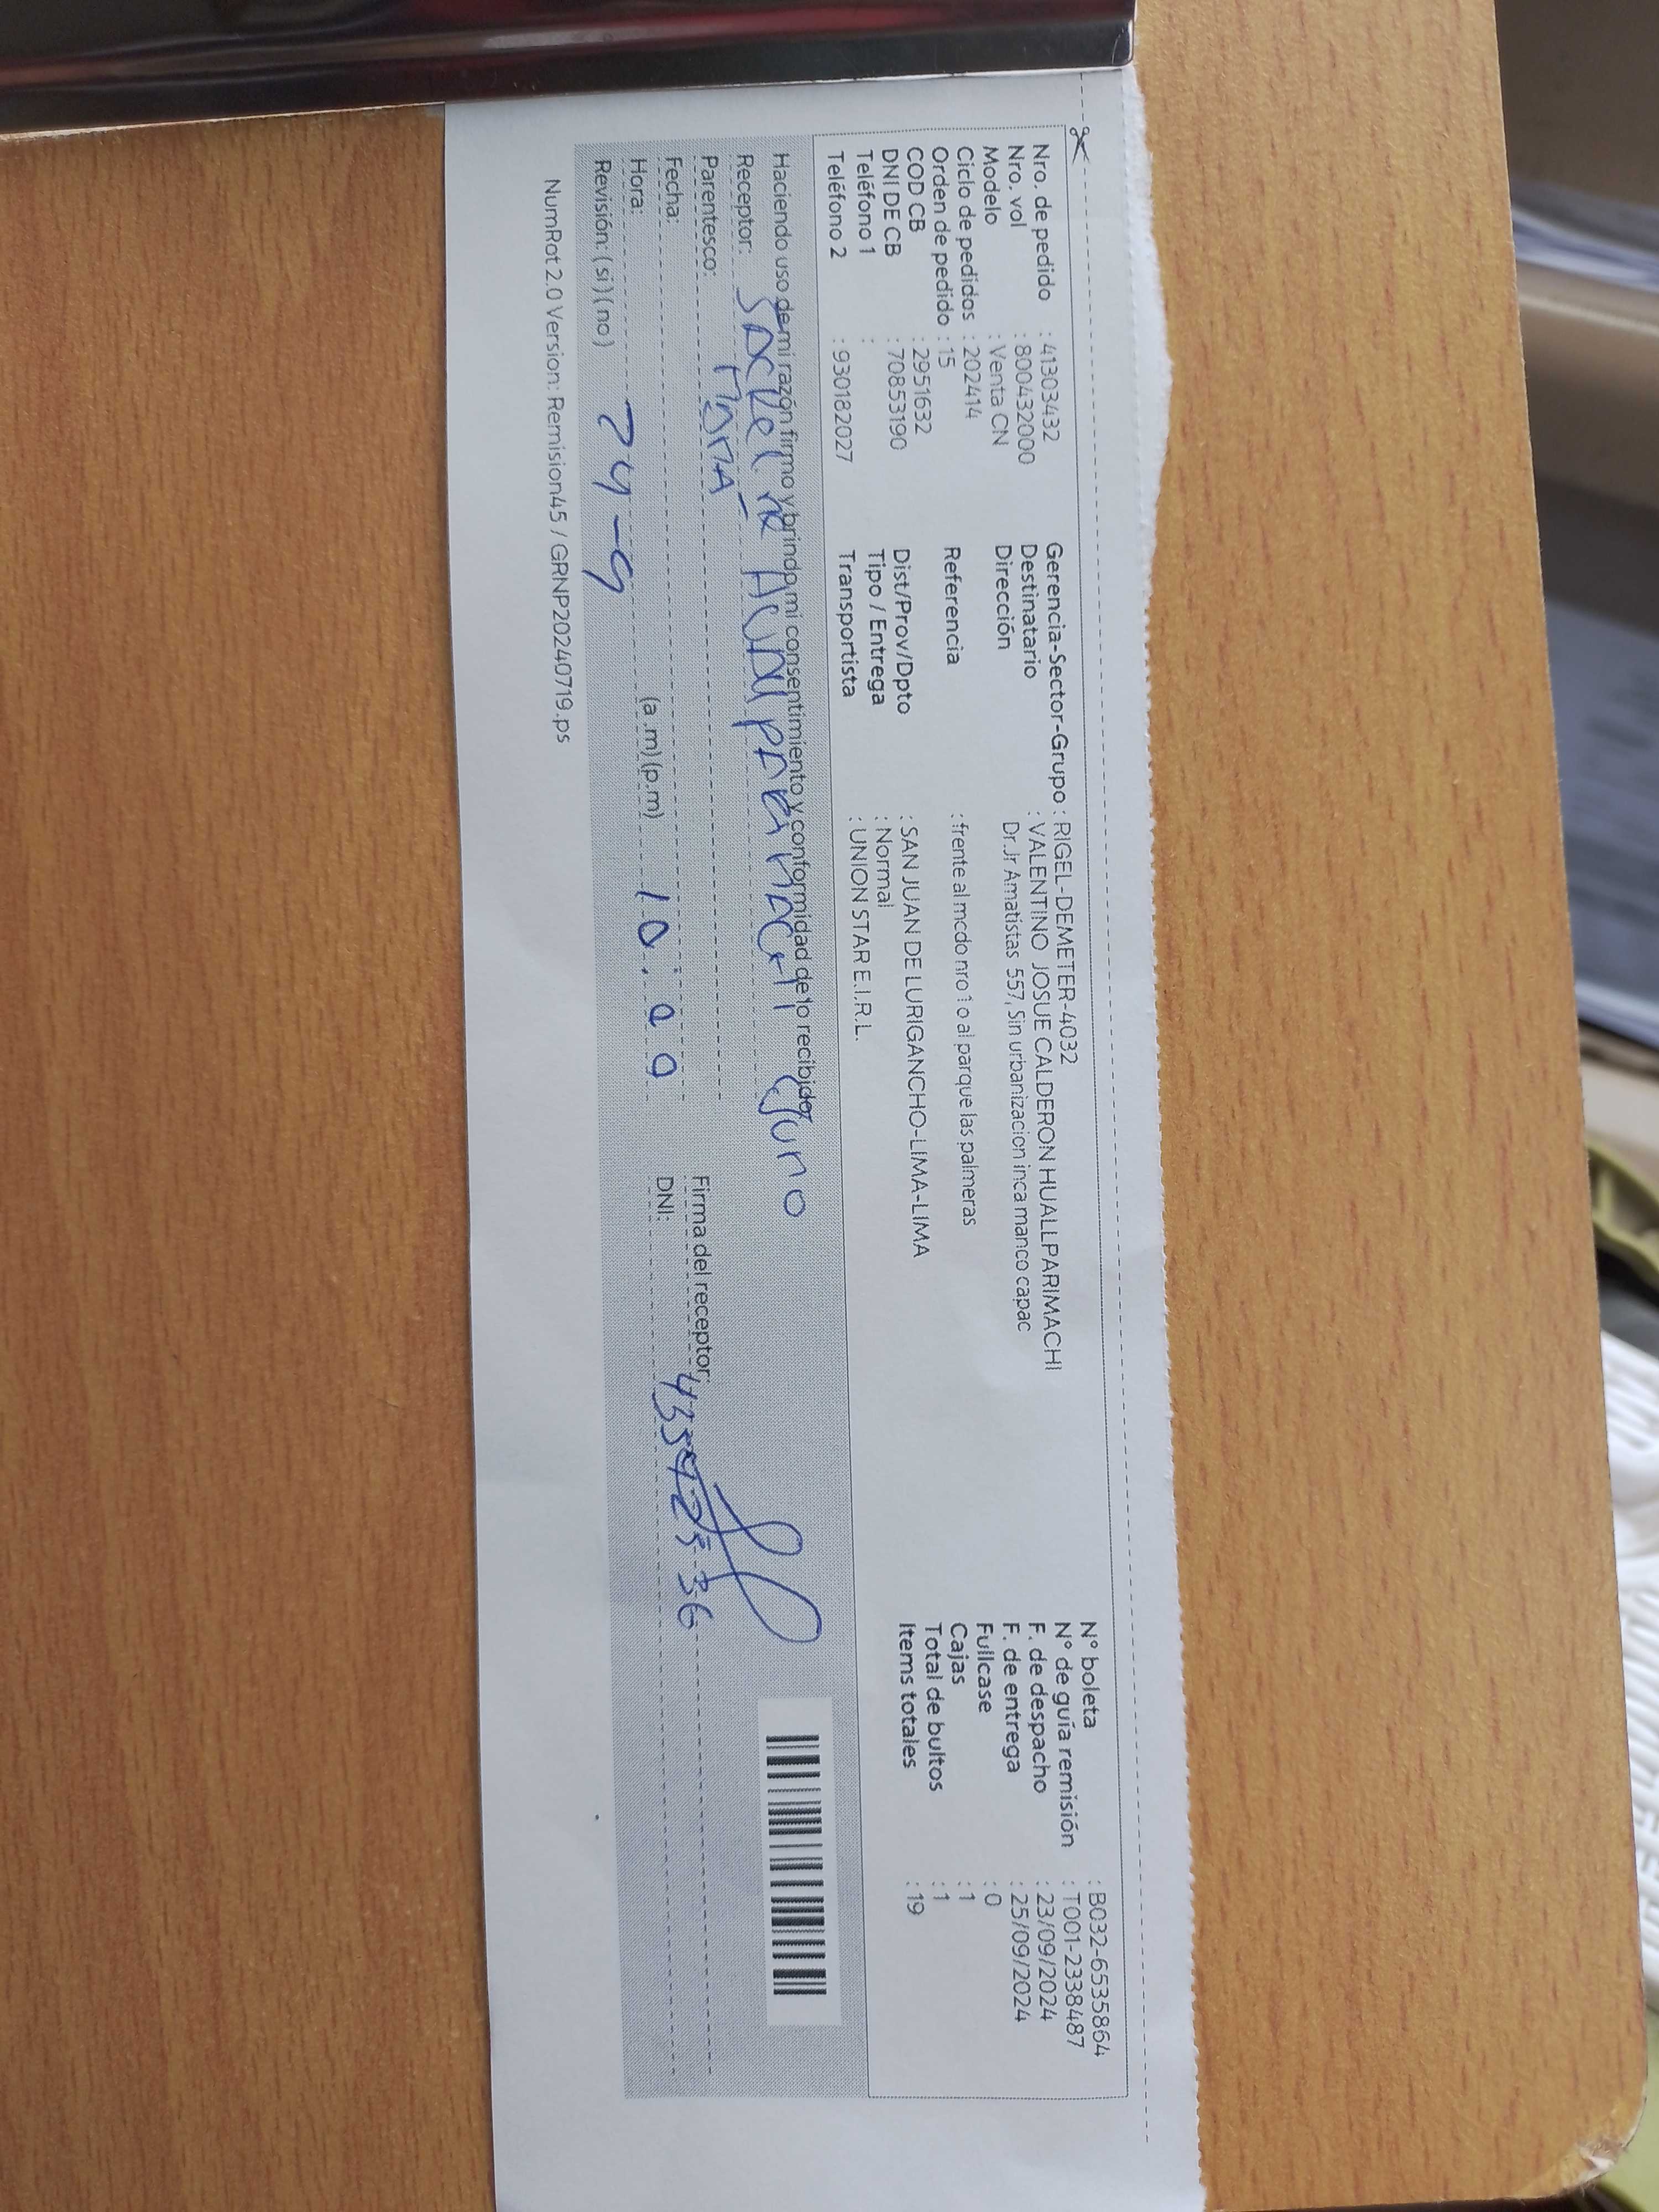 Nro. de pedido : 41303432
Nro. vol : 800432000
Modelo : Venta CN
Ciclo de pedidos : 202414
Orden de pedido : 15
COD CB : 2951632
DNI DE CB : 70853190
Teléfono 1 :
Teléfono 2 : 930182027
Gerencia-Sector-Grupo : RIGEL-DEMETER-4032
Destinatario : VALENTINO JOSUE CALDERON HUALLPARIMACHI
Dirección Dr.Jr Amatistas 557, Sin urbanizacion inca manco capac
Referencia : frente al mcdo nro 1 o al parque las palmeras
Dist/Prov/Dpto : SAN JUAN DE LURIGANCHO-LIMA-LIMA
Tipo / Entrega : Normal
Transportista : UNION STAR E.I.R.L.
N° boleta : B032-6535864
N° de guía remisión : T001-2338487
F. de despacho : 23/09/2024
F. de entrega : 25/09/2024
Fullcase : 0
Cajas : 1
Total de bultos : 1
Items totales : 19
Haciendo uso de mi razón firmo y brindo mi consentimiento y conformidad de lo recibido.
Receptor:
Parentesco:
Fecha:
Hora: (a.m) (p.m) 10:00
Revisión: (si) (no) 24-9
Firma del receptor:
DNI:
NumRot 2.0 Version: Remision45 / GRNP20240719.ps